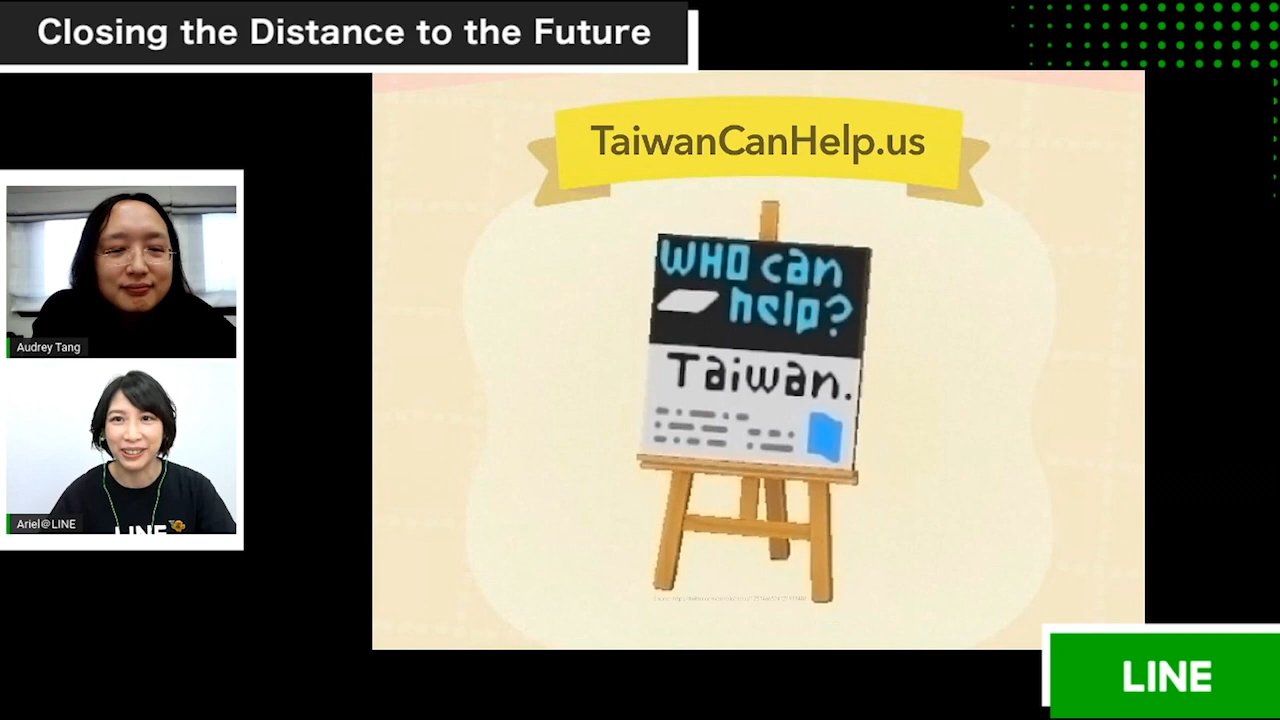 Closing the Distance to the Future
TaiwanCanHelp.us
WHO can
help?
Taiwan.
Audrey Tang
LINE
Ariel@LINE
LINE